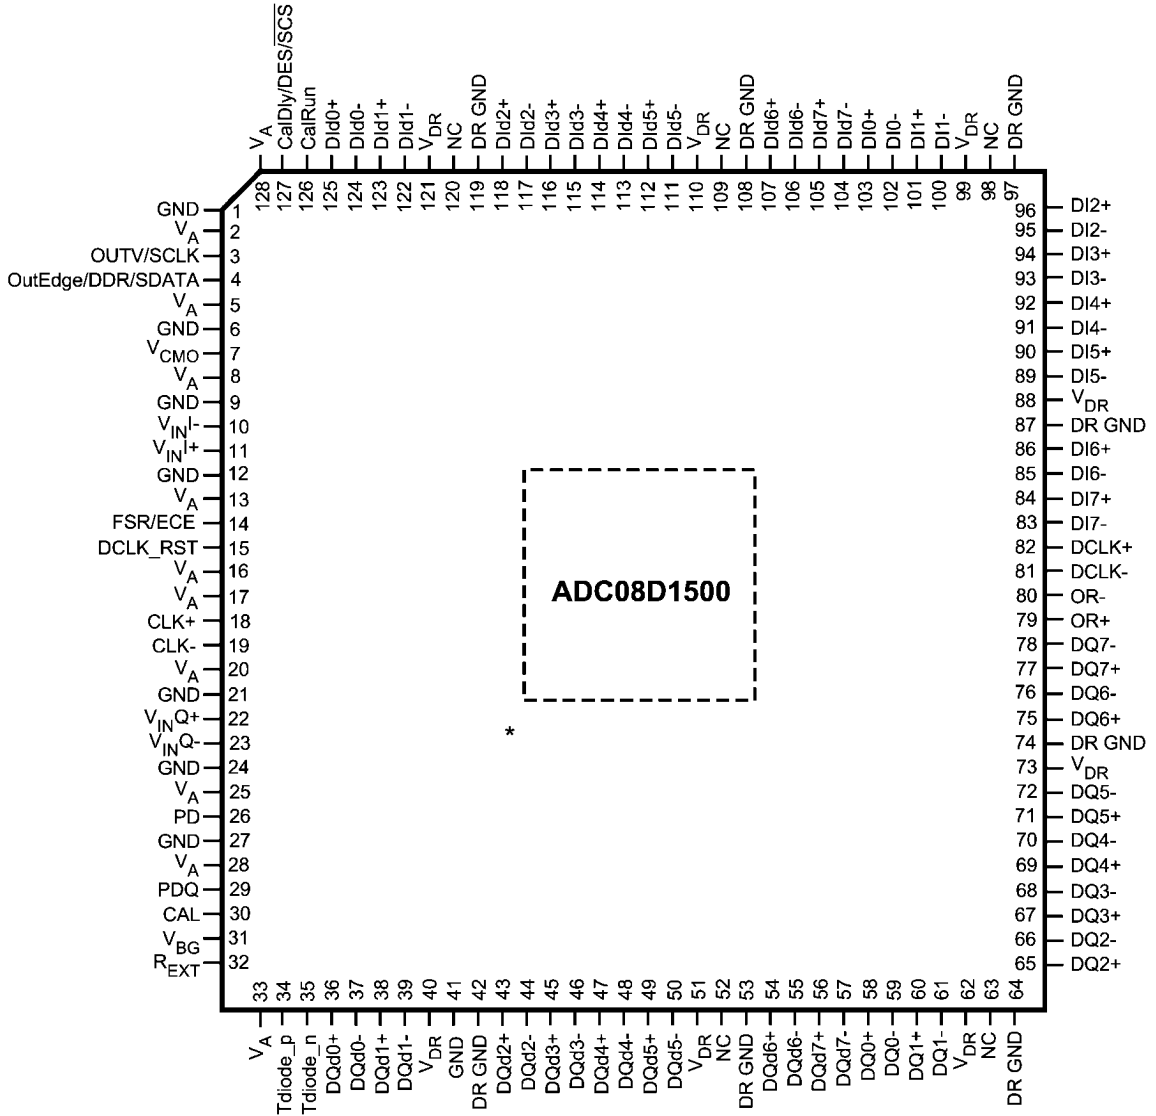 VA
CalDly/DES/SCS
CalRun
DId0+
DId0-
DId1+
DId1-
VDR
NC
DR GND
DId2+
DId2-
DId3+
DId3-
DId4+
DId4-
DId5+
DId5-
VDR
NC
DR GND
DId6+
DId6-
DId7+
DId7-
DI0+
DI0-
DI1+
DI1-
VDR
NC
DR GND
128
127
126
125
124
123
122
121
120
119
118
117
116
115
114
113
112
111
110
109
108
107
106
105
104
103
102
101
100
99
98
97
GND 1
VA 2
OUTV/SCLK 3
OutEdge/DDR/SDATA 4
VA 5
GND 6
VCMO 7
VA 8
GND 9
VINI- 10
VINI+ 11
GND 12
VA 13
FSR/ECE 14
DCLK_RST 15
VA 16
VA 17
CLK+ 18
CLK- 19
VA 20
GND 21
VINQ+ 22
VINQ- 23
GND 24
VA 25
PD 26
GND 27
VA 28
PDQ 29
CAL 30
VBG 31
REXT 32
ADC08D1500
*
96 DI2+
95 DI2-
94 DI3+
93 DI3-
92 DI4+
91 DI4-
90 DI5+
89 DI5-
88 VDR
87 DR GND
86 DI6+
85 DI6-
84 DI7+
83 DI7-
82 DCLK+
81 DCLK-
80 OR-
79 OR+
78 DQ7-
77 DQ7+
76 DQ6-
75 DQ6+
74 DR GND
73 VDR
72 DQ5-
71 DQ5+
70 DQ4-
69 DQ4+
68 DQ3-
67 DQ3+
66 DQ2-
65 DQ2+
33
34
35
36
37
38
39
40
41
42
43
44
45
46
47
48
49
50
51
52
53
54
55
56
57
58
59
60
61
62
63
64
VA
Tdiode_p
Tdiode_n
DQd0+
DQd0-
DQd1+
DQd1-
VDR
GND
DR GND
DQd2+
DQd2-
DQd3+
DQd3-
DQd4+
DQd4-
DQd5+
DQd5-
VDR
NC
DR GND
DQd6+
DQd6-
DQd7+
DQd7-
DQ0+
DQ0-
DQ1+
DQ1-
VDR
NC
DR GND